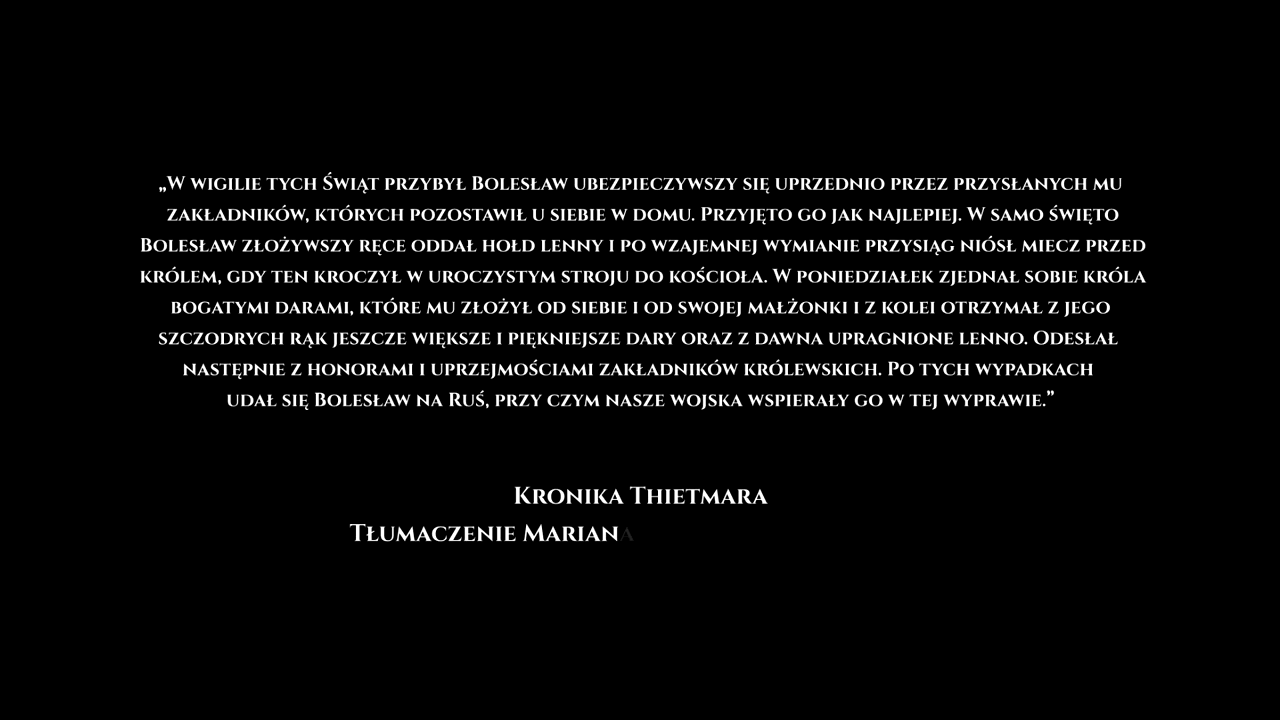 „W wigilie tych Świąt przybył Bolesław ubezpieczywszy się uprzednio przez przysłanych mu
zakładników, których pozostawił u siebie w domu. Przyjęto go jak najlepiej. W samo święto
Bolesław złożywszy ręce oddał hołd lenny i po wzajemnej wymianie przysiąg niósł miecz przed
królem, gdy ten kroczył w uroczystym stroju do kościoła. W poniedziałek zjednał sobie króla
bogatymi darami, które mu złożył od siebie i od swojej małżonki i z kolei otrzymał z jego
szczodrych rąk jeszcze większe i piękniejsze dary oraz z dawna upragnione lenno. Odesłał
następnie z honorami i uprzejmościami zakładników królewskich. Po tych wypadkach
udał się Bolesław na Ruś, przy czym nasze wojska wspierały go w tej wyprawie.”
Kronika Thietmara
Tłumaczenie Mariana